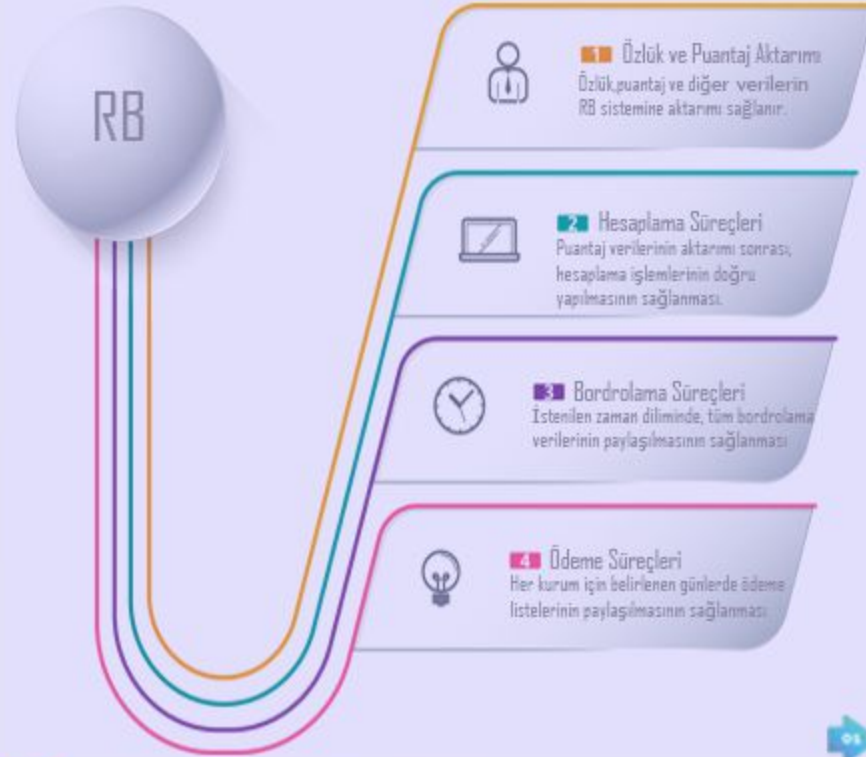 RB
1 Özlük ve Puantaj Aktarımı
Özlük,puantaj ve diğer verilerin
RB sistemine aktarımı sağlanır.
2 Hesaplama Süreçleri
Puantaj verilerinin aktarımı sonrası,
hesaplama işlemlerinin doğru
yapılmasının sağlanması.
3 Bordrolama Süreçleri
İstenilen zaman diliminde, tüm bordrolama
verilerinin paylaşılmasının sağlanması
4 Ödeme Süreçleri
Her kurum için belirlenen günlerde ödeme
listelerinin paylaşılmasının sağlanması